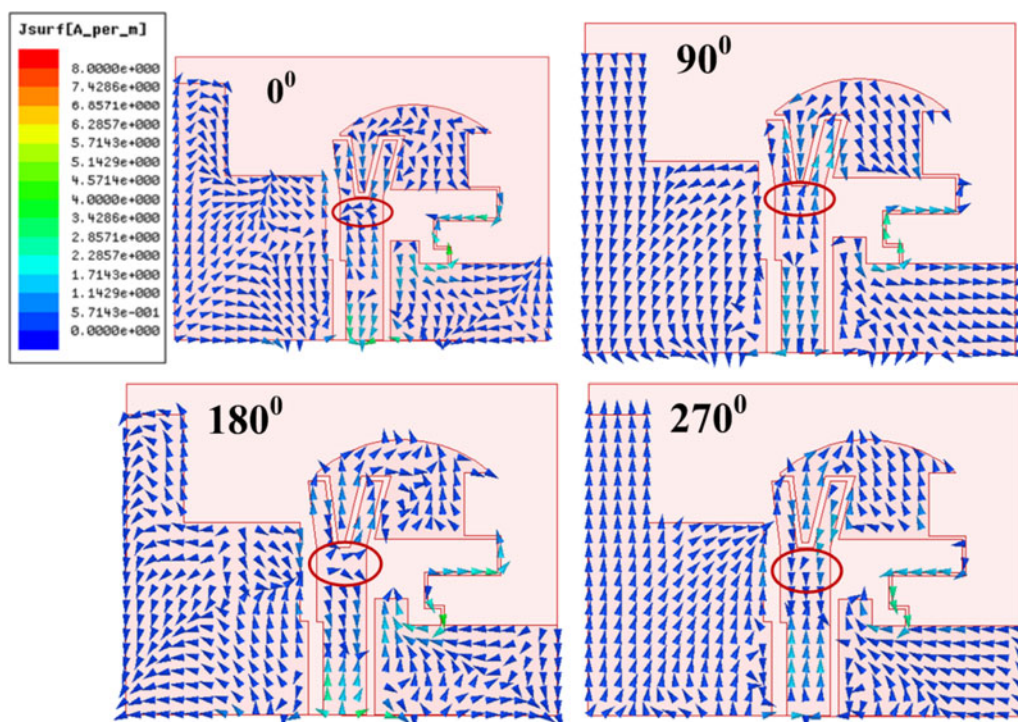 Jsurf[A_per_m]
8.0000e+000
7.4286e+000
6.8571e+000
6.2857e+000
5.7143e+000
5.1429e+000
4.5714e+000
4.0000e+000
3.4286e+000
2.8571e+000
2.2857e+000
1.7143e+000
1.1429e+000
5.7143e-001
0.0000e+000
0⁰
90⁰
180⁰
270⁰